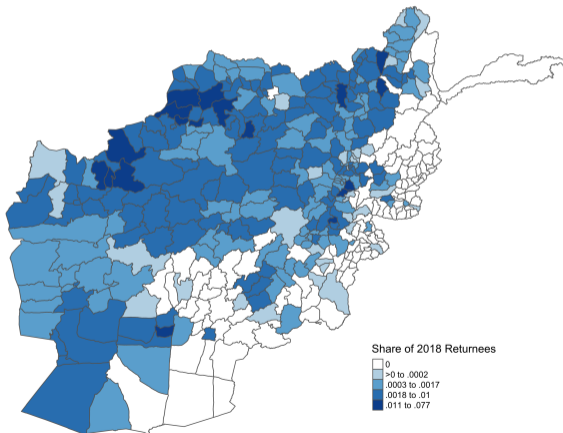 Share of 2018 Returnees
0
>0 to .0002
.0003 to .0017
.0018 to .01
.011 to .077